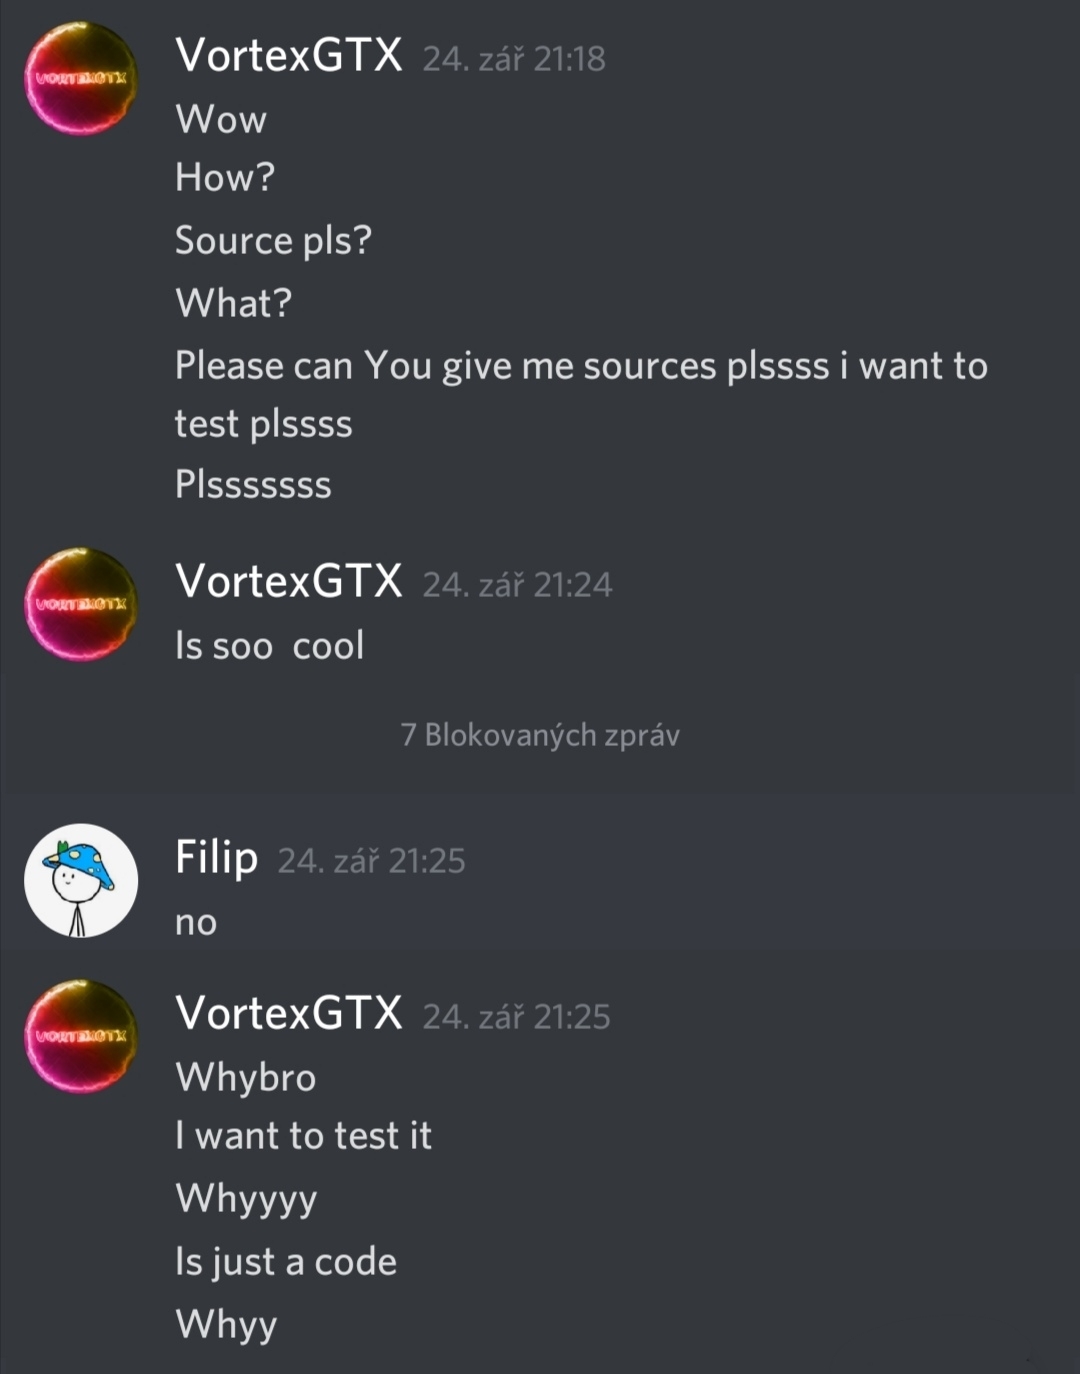 VortexGTX 24. zář 21:18
Wow
How?
Source pls?
What?
Please can You give me sources plssss i want to
test plssss
Plsssssss
VORTEXGTX
VortexGTX 24. zář 21:24
Is soo  cool
VORTEXGTX
7 Blokovaných zpráv
Filip 24. zář 21:25
no
VortexGTX 24. zář 21:25
Whybro
I want to test it
Whyyyy
Is just a code
Whyy
VORTEXGTX